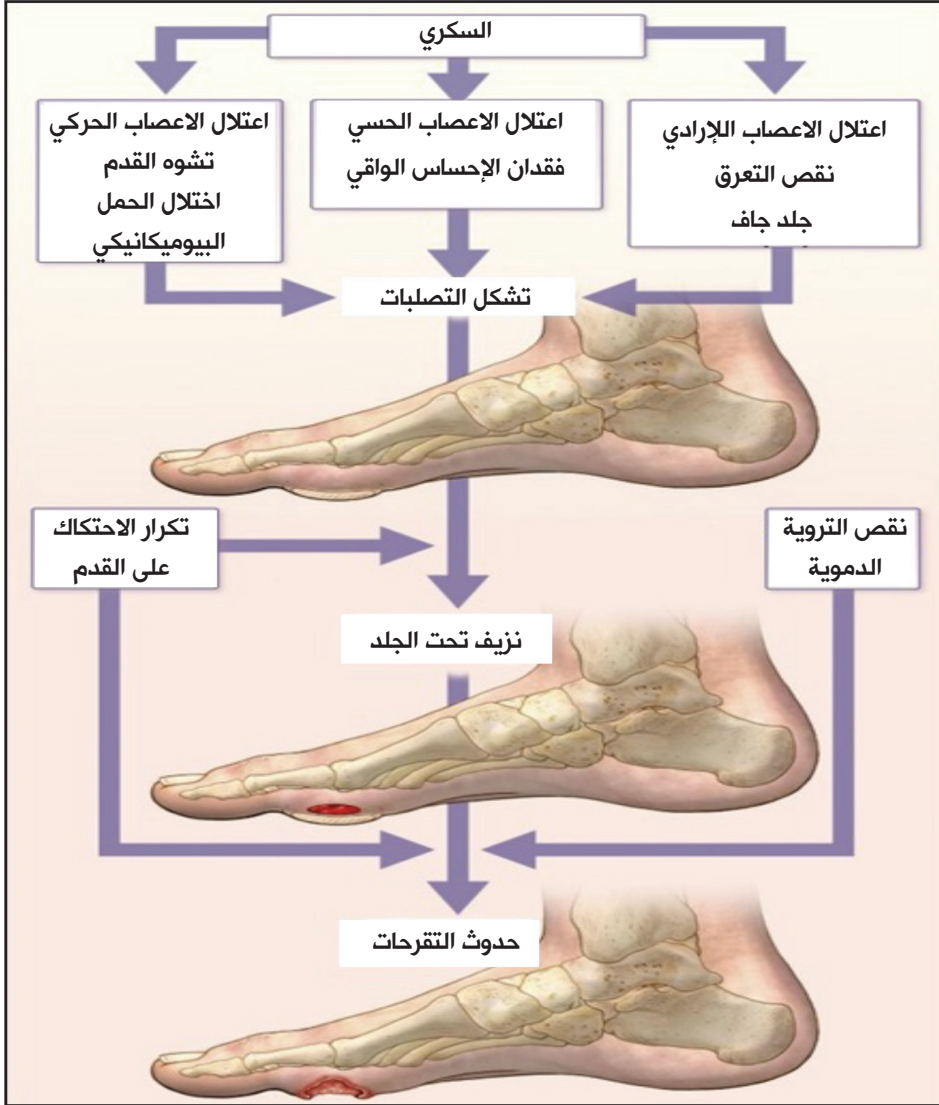 السكري
اعتلال الاعصاب اللاإرادي
نقص التعرق
جلد جاف
اعتلال الاعصاب الحسي
فقدان الإحساس الواقي
اعتلال الاعصاب الحركي
تشوه القدم
اختلال الحمل
البيوميكانيكي
تشكل التصلبات
نقص التروية
الدموية
تكرار الاحتكاك
على القدم
نزيف تحت الجلد
حدوث التقرحات